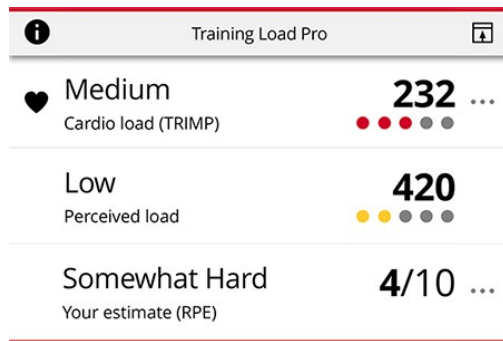 Training Load Pro
Medium 232
Cardio load (TRIMP)
Low 420
Perceived load
Somewhat Hard 4/10
Your estimate (RPE)